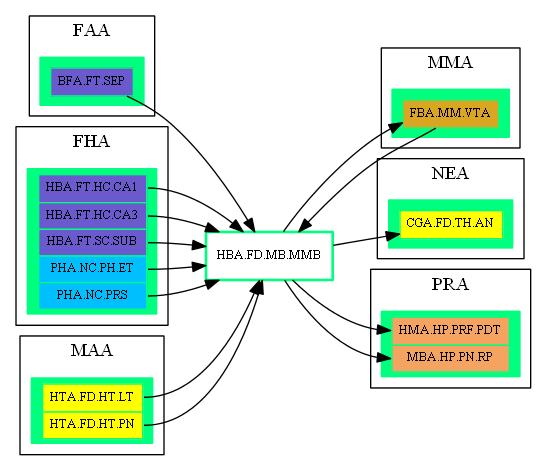 FAA
BFA.FT.SEP
FHA
HBA.FT.HC.CA1
HBA.FT.HC.CA3
HBA.FT.SC.SUB
PHA.NC.PH.ET
PHA.NC.PRS
MAA
HTA.FD.HT.LT
HTA.FD.HT.PN
HBA.FD.MB.MMB
MMA
FBA.MM.VTA
NEA
CGA.FD.TH.AN
PRA
HMA.HP.PRF.PDT
MBA.HP.PN.RP